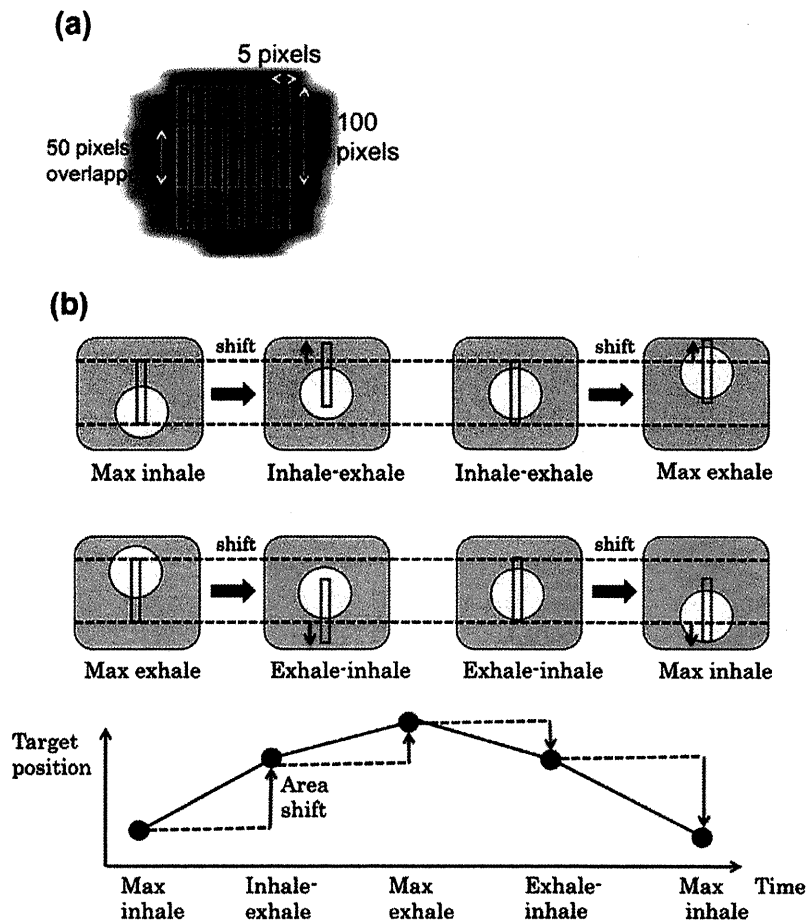 (a)
5 pixels
100
pixels
50 pixels
overlapp
(b)
shift
shift
Max inhale
Inhale-exhale
Inhale-exhale
Max exhale
shift
shift
Max exhale
Exhale-inhale
Exhale-inhale
Max inhale
Target
position
Area
shift
Max
inhale
Inhale-
exhale
Max
exhale
Exhale-
inhale
Max
inhale
Time